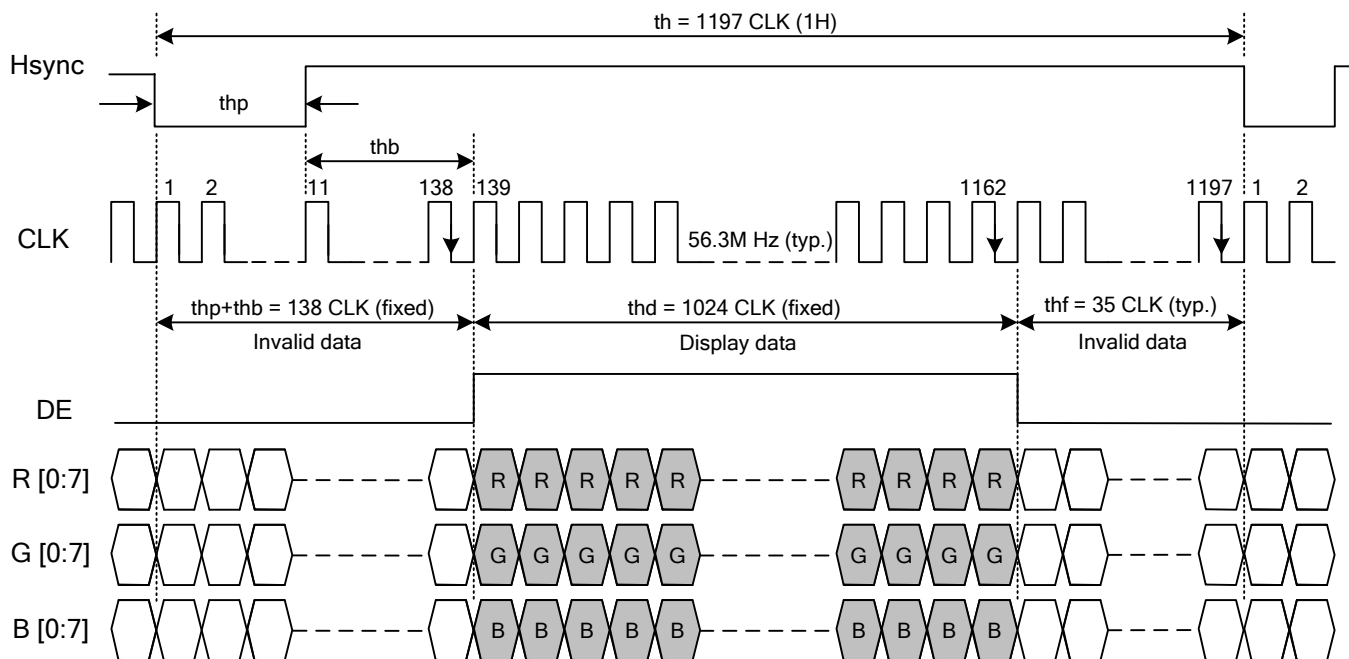 th = 1197 CLK (1H)
Hsync
thp
thb
1 2 11 138 139 1162 1197 1 2
CLK
56.3M Hz (typ.)
thp+thb = 138 CLK (fixed) thd = 1024 CLK (fixed) thf = 35 CLK (typ.)
Invalid data Display data Invalid data
DE
R [0:7] R R R R R R R R R
G [0:7] G G G G G G G G G
B [0:7] B B B B B B B B B